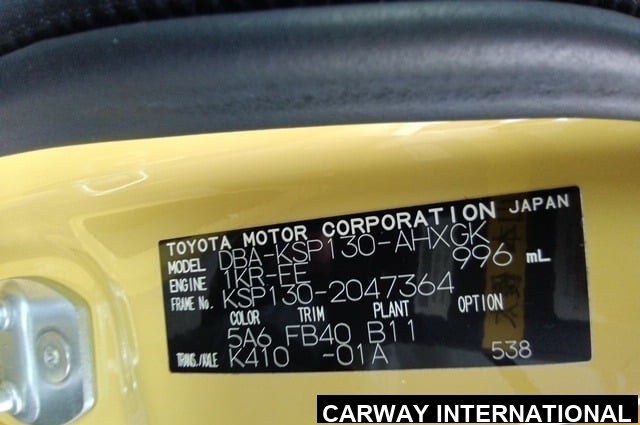 TOYOTA MOTOR CORPORATION JAPAN
MODEL DBA-KSP130-AHXGK
ENGINE 1KR-FE 996 mL
FRAME No. KSP130-2047364
COLOR TRIM PLANT OPTION
5A6 FB40 B11
TRANS./AXLE K410 -01A 538
CARWAY INTERNATIONAL